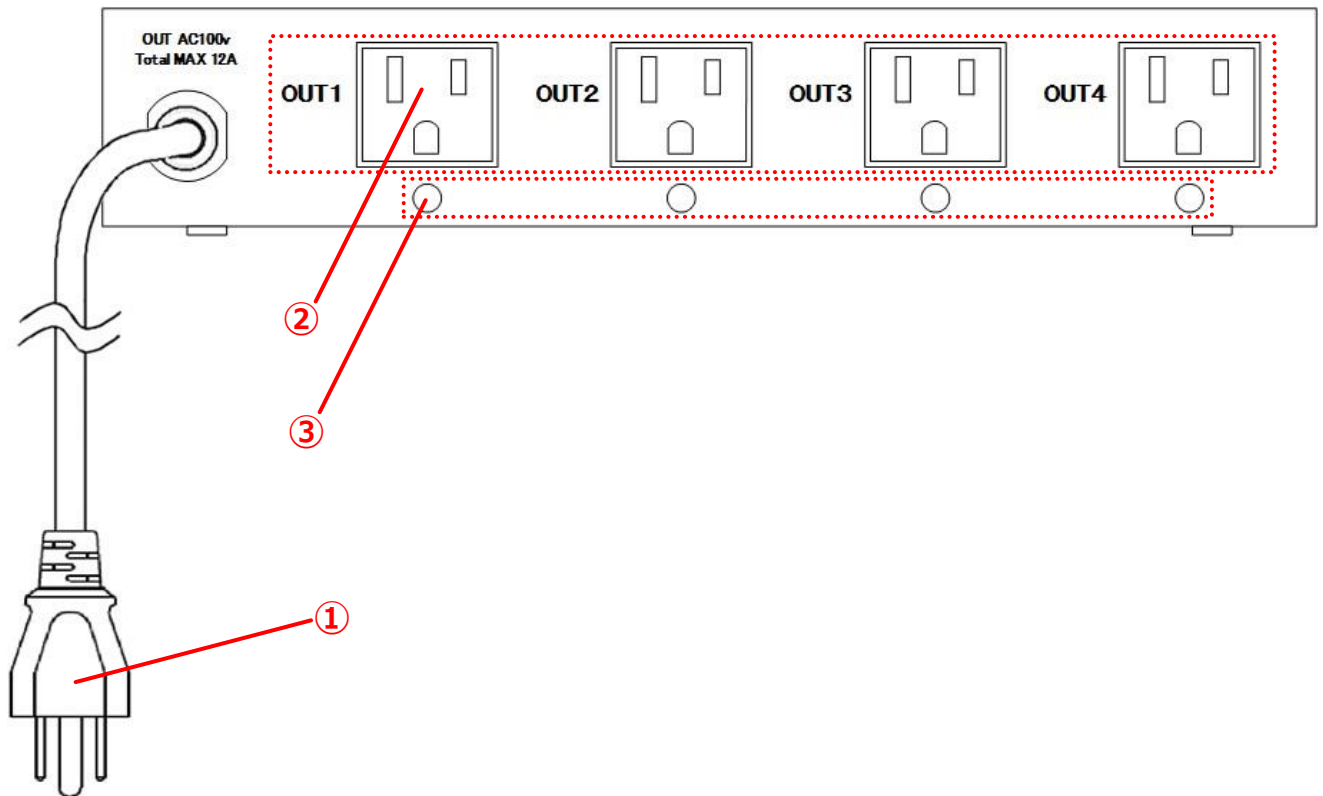 OUT AC100v
Total MAX 12A
OUT1
OUT2
OUT3
OUT4
②
③
①